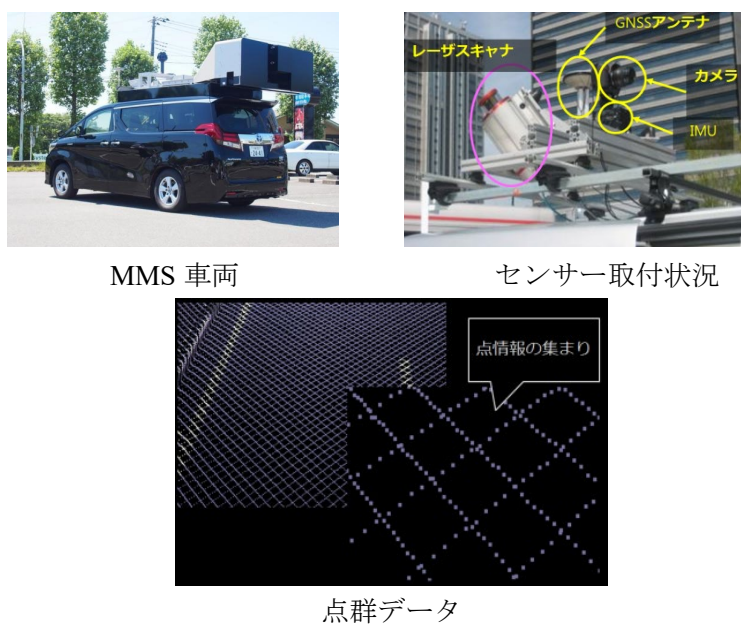 レーザスキャナ
GNSSアンテナ
カメラ
IMU
MMS 車両
センサー取付状況
点情報の集まり
点群データ